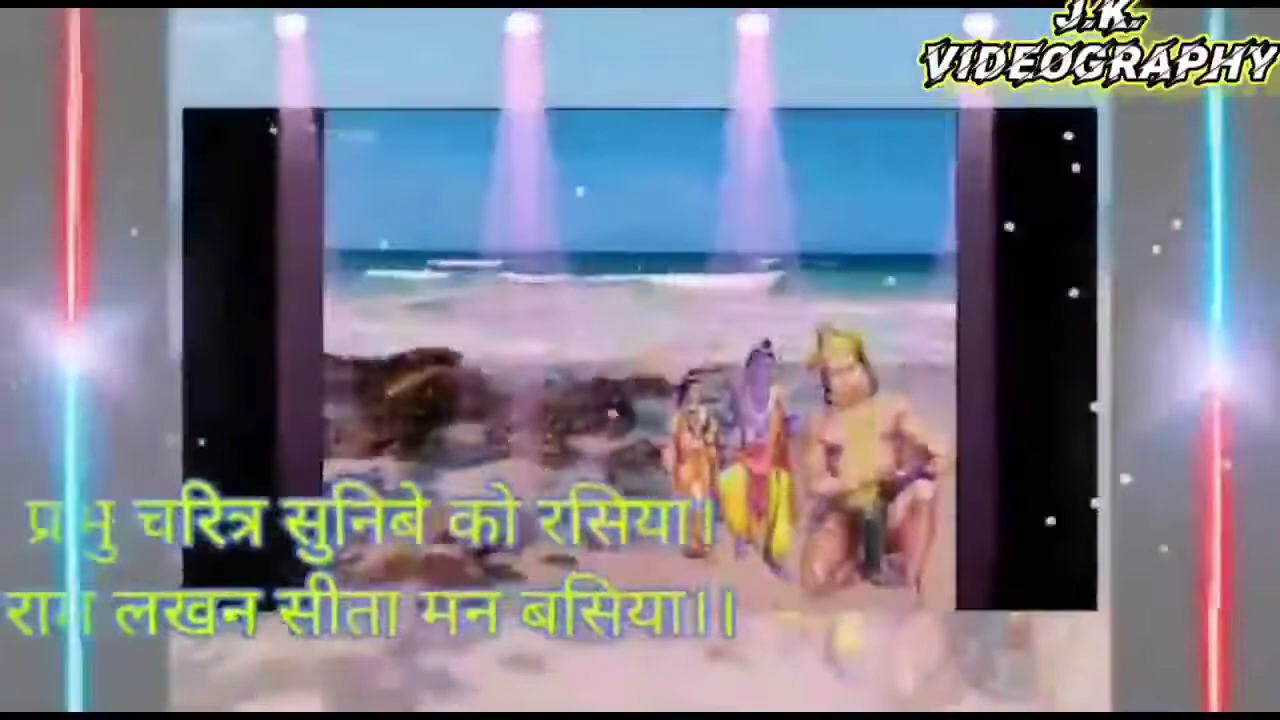 J.K.
VIDEOGRAPHY
प्रभु चरित्र सुनिबे को रसिया।
राम लखन सीता मन बसिया।।